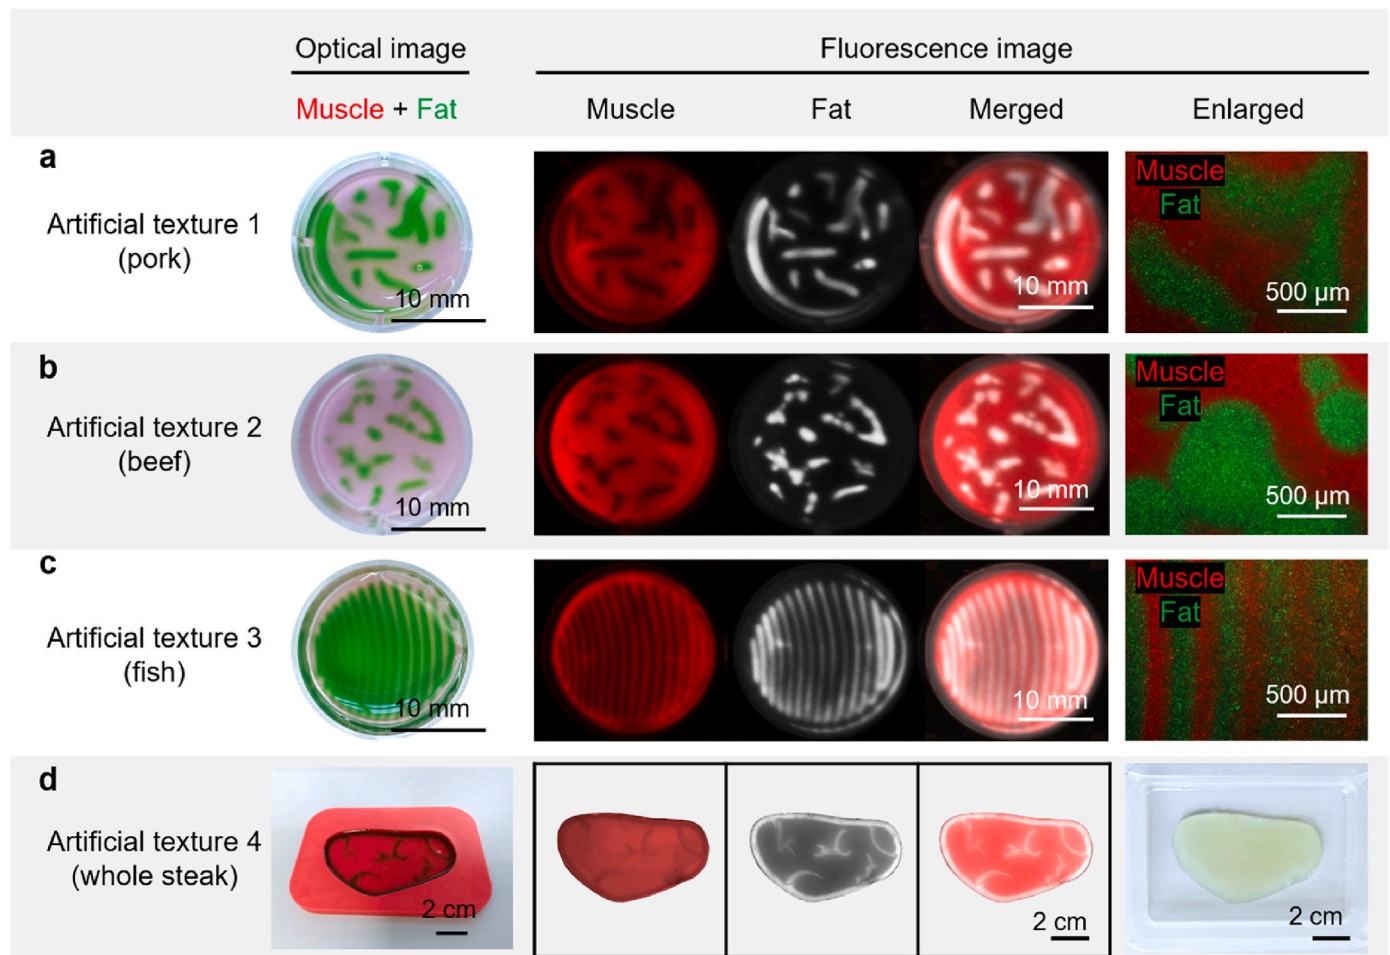 Optical image
Fluorescence image
Muscle + Fat
Muscle
Fat
Merged
Enlarged
a
Artificial texture 1
(pork)
10 mm
10 mm
Muscle
Fat
500 µm
b
Artificial texture 2
(beef)
10 mm
10 mm
Muscle
Fat
500 µm
c
Artificial texture 3
(fish)
10 mm
10 mm
Muscle
Fat
500 µm
d
Artificial texture 4
(whole steak)
2 cm
2 cm
2 cm